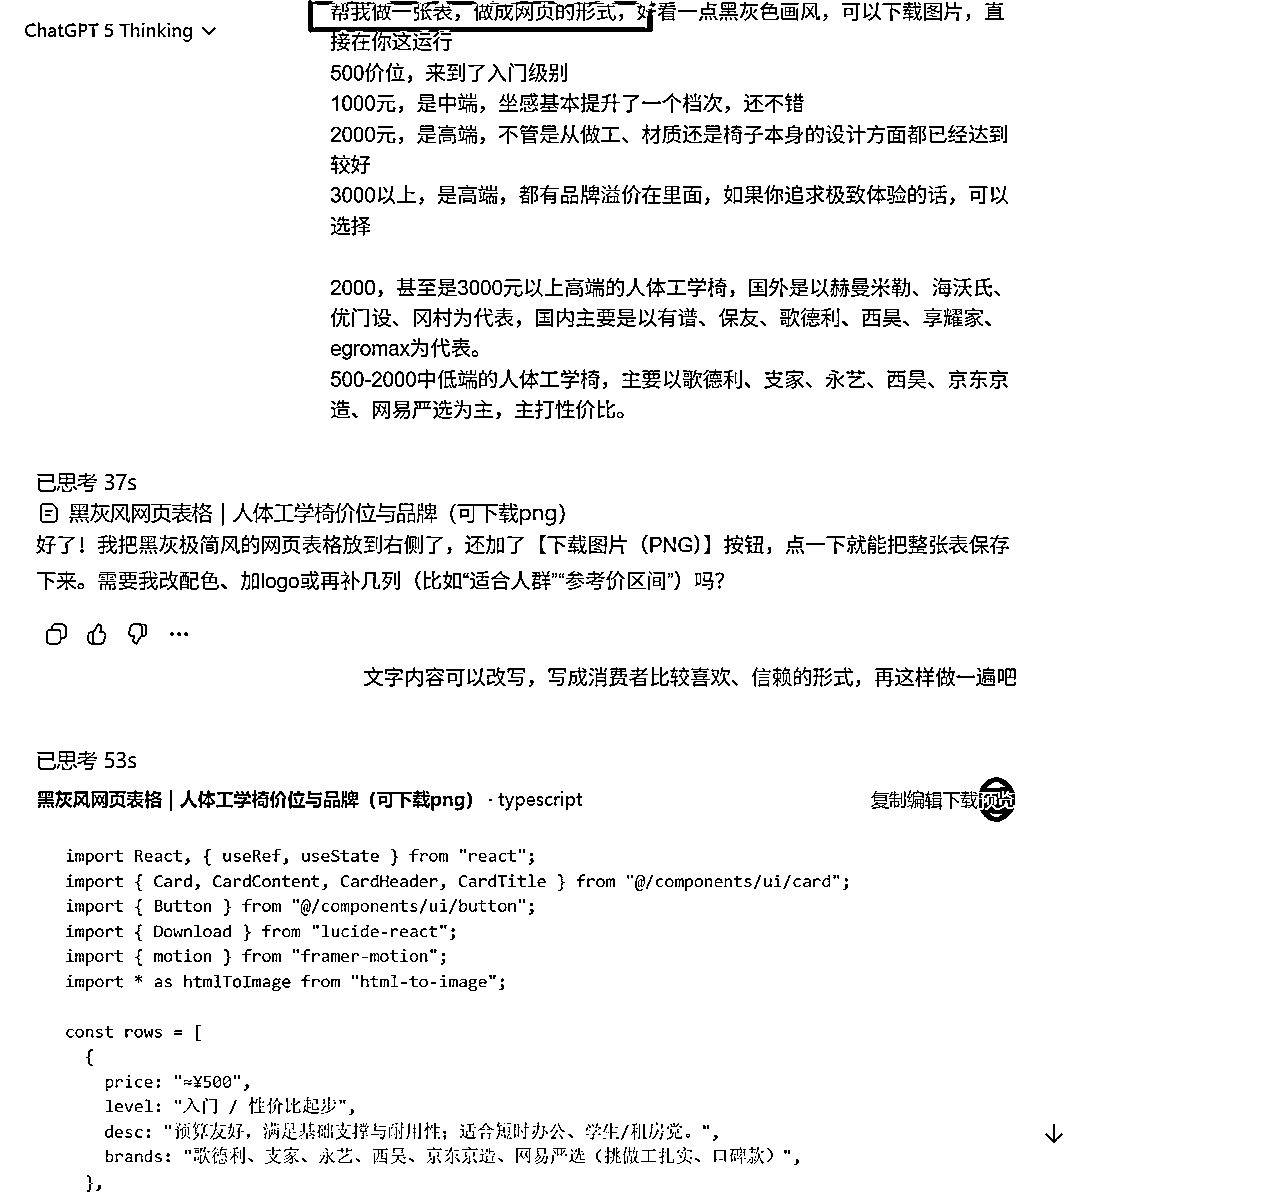 ChatGPT 5 Thinking
帮我做一张表，做成网页的形式，好看一点黑灰色画风，可以下载图片，直
接在你这运行
500价位，来到了入门级别
1000元，是中端，坐感基本提升了一个档次，还不错
2000元，是高端，不管是从做工、材质还是椅子本身的设计方面都已经达到
较好
3000以上，是高端，都有品牌溢价在里面，如果你追求极致体验的话，可以
选择
2000，甚至是3000元以上高端的人体工学椅，国外是以赫曼米勒、海沃氏、
优门设、冈村为代表，国内主要是以有谱、保友、歌德利、西昊、享耀家、
egromax为代表。
500-2000中低端的人体工学椅，主要以歌德利、支家、永艺、西昊、京东京
造、网易严选为主，主打性价比。
已思考 37s
黑灰风网页表格 | 人体工学椅价位与品牌（可下载png）
好了！我把黑灰极简风的网页表格放到右侧了，还加了【下载图片（PNG）】按钮，点一下就能把整张表保存
下来。需要我改配色、加logo或再补几列（比如“适合人群”“参考价区间”）吗？
文字内容可以改写，写成消费者比较喜欢、信赖的形式，再这样做一遍吧
已思考 53s
黑灰风网页表格 | 人体工学椅价位与品牌（可下载png） · typescript
复制编辑下载预览
import React, { useRef, useState } from "react";
import { Card, CardContent, CardHeader, CardTitle } from "@/components/ui/card";
import { Button } from "@/components/ui/button";
import { Download } from "lucide-react";
import { motion } from "framer-motion";
import * as htmlToImage from "html-to-image";
const rows = [
{
price: "≈¥500",
level: "入门 / 性价比起步",
desc: "预算友好，满足基础支撑与耐用性；适合短时办公、学生/租房党。",
brands: "歌德利、支家、永艺、西昊、京东京造、网易严选（挑做工扎实、口碑款）",
},